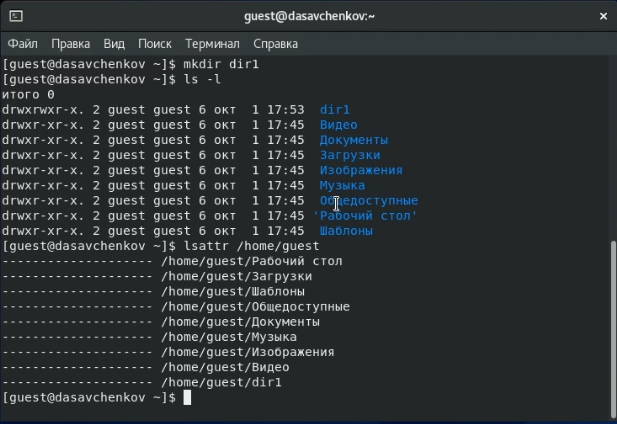 guest@dasavchenkov:~
Файл Правка Вид Поиск Терминал Справка
[guest@dasavchenkov ~]$ mkdir dir1
[guest@dasavchenkov ~]$ ls -l
итого 0
drwxrwxr-x. 2 guest guest 6 окт  1 17:53  dir1
drwxr-xr-x. 2 guest guest 6 окт  1 17:45  Видео
drwxr-xr-x. 2 guest guest 6 окт  1 17:45  Документы
drwxr-xr-x. 2 guest guest 6 окт  1 17:45  Загрузки
drwxr-xr-x. 2 guest guest 6 окт  1 17:45  Изображения
drwxr-xr-x. 2 guest guest 6 окт  1 17:45  Музыка
drwxr-xr-x. 2 guest guest 6 окт  1 17:45  Общедоступные
drwxr-xr-x. 2 guest guest 6 окт  1 17:45 'Рабочий стол'
drwxr-xr-x. 2 guest guest 6 окт  1 17:45  Шаблоны
[guest@dasavchenkov ~]$ lsattr /home/guest
-------------------- /home/guest/Рабочий стол
-------------------- /home/guest/Загрузки
-------------------- /home/guest/Шаблоны
-------------------- /home/guest/Общедоступные
-------------------- /home/guest/Документы
-------------------- /home/guest/Музыка
-------------------- /home/guest/Изображения
-------------------- /home/guest/Видео
-------------------- /home/guest/dir1
[guest@dasavchenkov ~]$